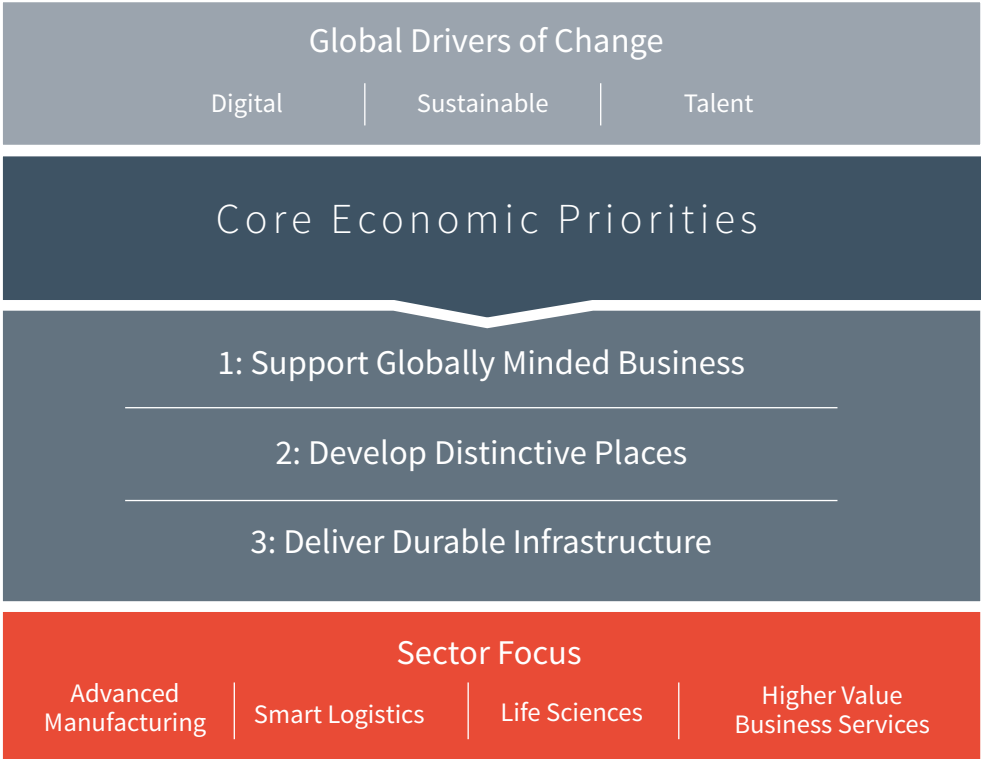 Global Drivers of Change
Digital
Sustainable
Talent
Core Economic Priorities
1: Support Globally Minded Business
2: Develop Distinctive Places
3: Deliver Durable Infrastructure
Sector Focus
Advanced
Manufacturing
Smart Logistics
Life Sciences
Higher Value
Business Services